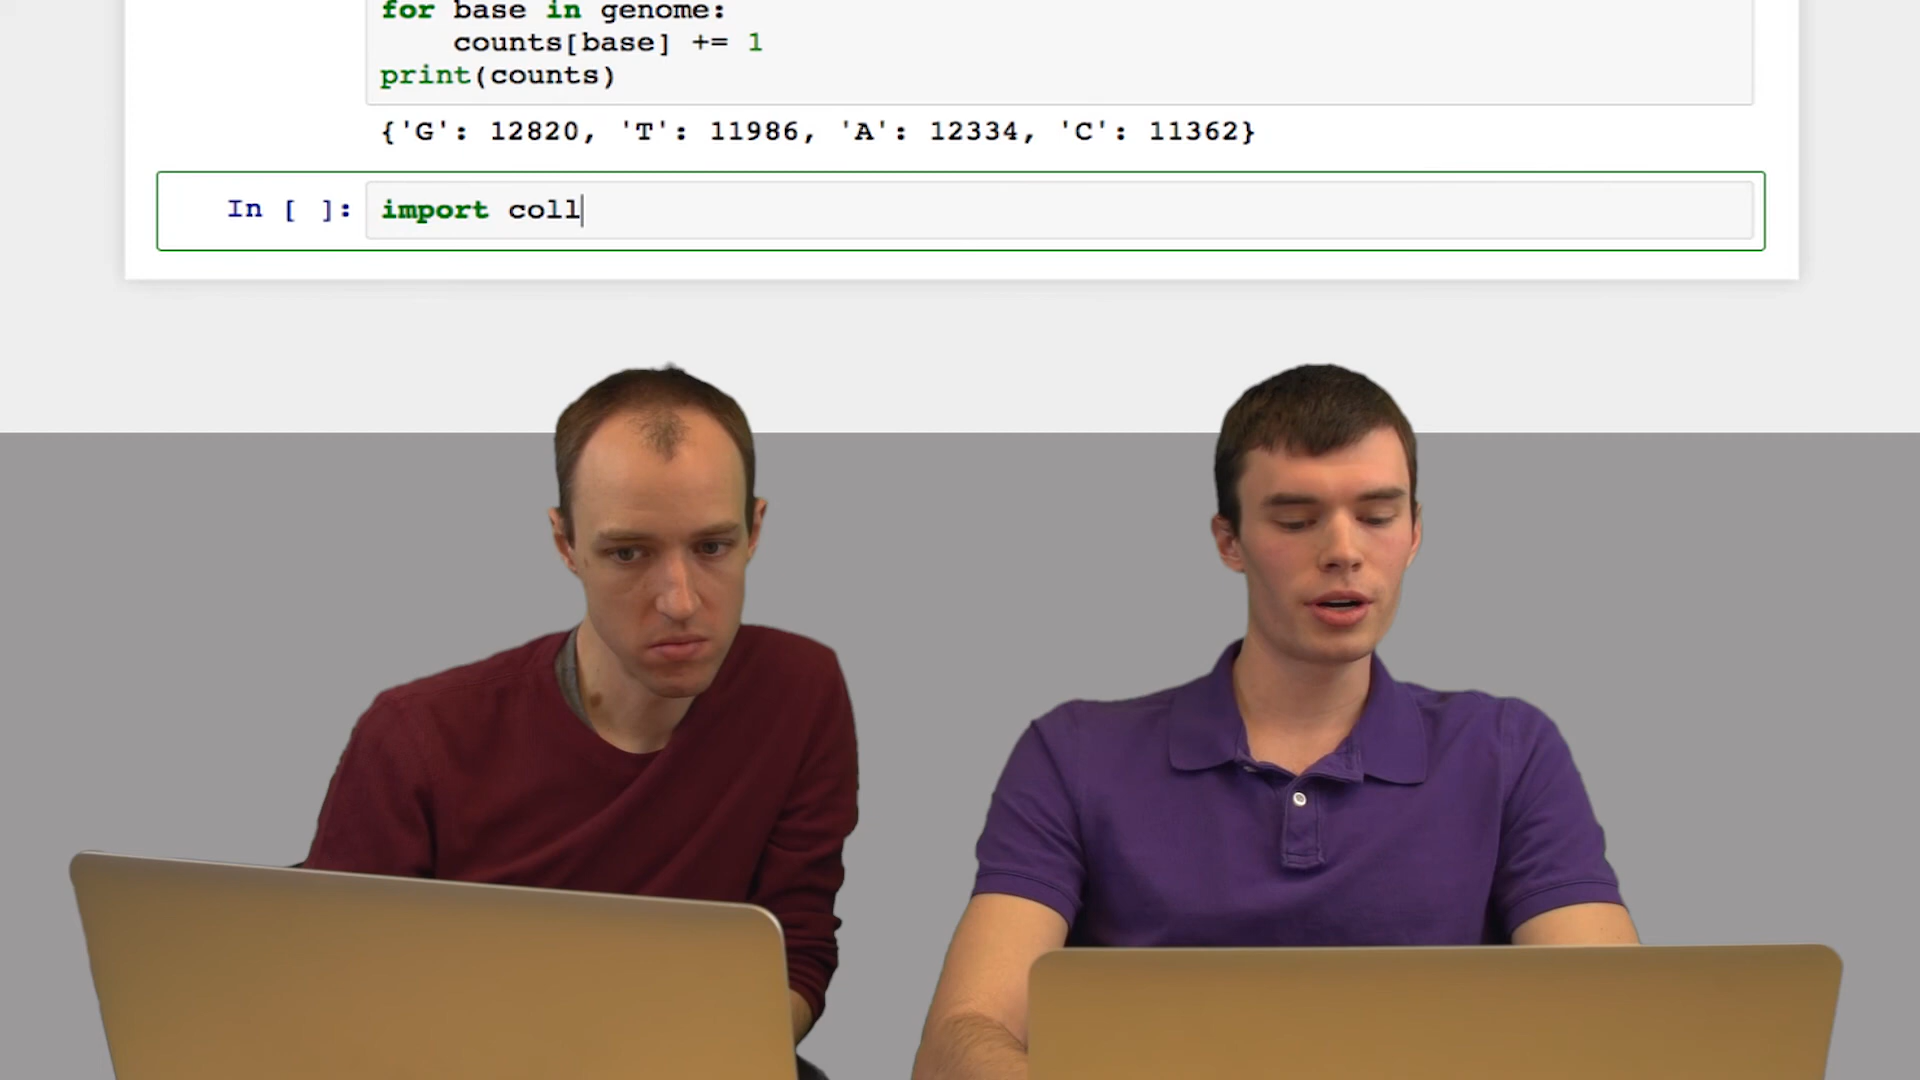 for base in genome:
counts[base] += 1
print(counts)
{'G': 12820, 'T': 11986, 'A': 12334, 'C': 11362}
In [ ]: import coll